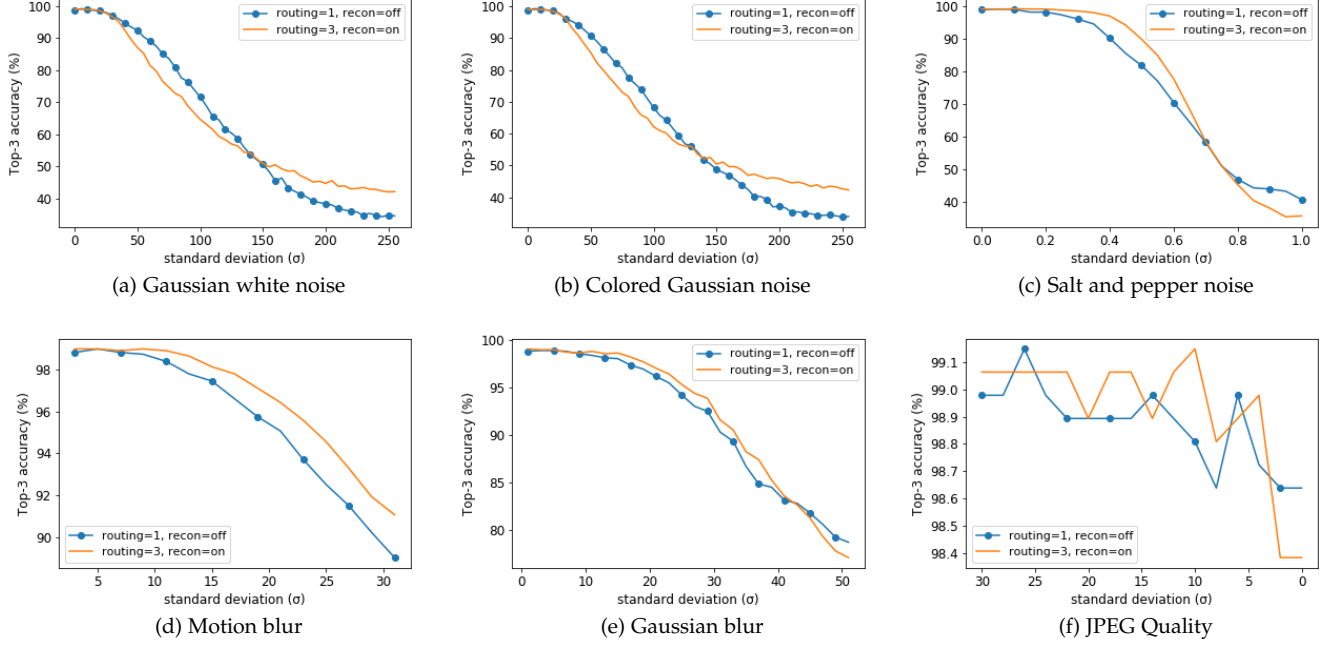 100
90
80
70
60
50
40
Top-3 accuracy (%)
0 50 100 150 200 250
standard deviation (σ)
routing=1, recon=off
routing=3, recon=on
(a) Gaussian white noise
100
90
80
70
60
50
40
Top-3 accuracy (%)
0 50 100 150 200 250
standard deviation (σ)
routing=1, recon=off
routing=3, recon=on
(b) Colored Gaussian noise
100
90
80
70
60
50
40
Top-3 accuracy (%)
0.0 0.2 0.4 0.6 0.8 1.0
standard deviation (σ)
routing=1, recon=off
routing=3, recon=on
(c) Salt and pepper noise
98
96
94
92
90
Top-3 accuracy (%)
routing=1, recon=off
routing=3, recon=on
5 10 15 20 25 30
standard deviation (σ)
(d) Motion blur
100
95
90
85
80
Top-3 accuracy (%)
routing=1, recon=off
routing=3, recon=on
0 10 20 30 40 50
standard deviation (σ)
(e) Gaussian blur
99.1
99.0
98.9
98.8
98.7
98.6
98.5
98.4
Top-3 accuracy (%)
routing=1, recon=off
routing=3, recon=on
30 25 20 15 10 5 0
standard deviation (σ)
(f) JPEG Quality